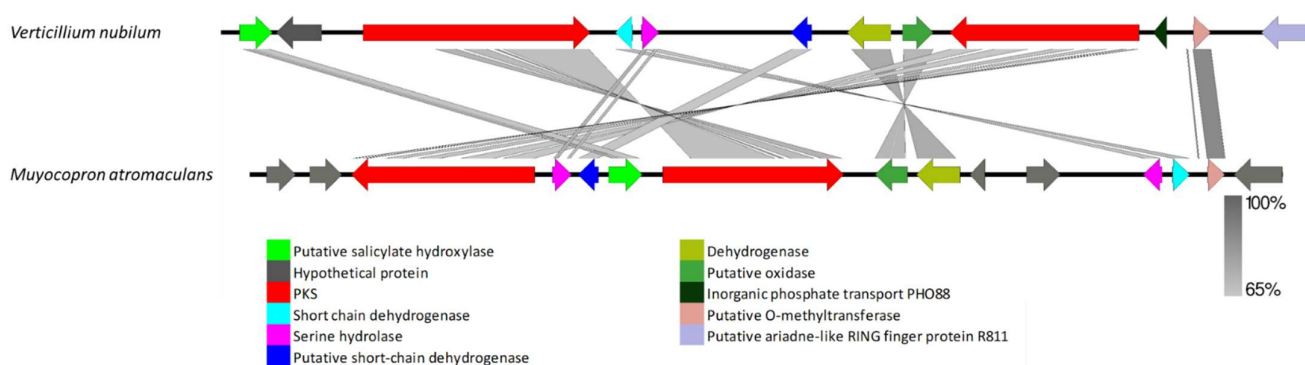 Verticillium nubilum
Muyocopron atromaculans
100%
65%
Putative salicylate hydroxylase
Hypothetical protein
PKS
Short chain dehydrogenase
Serine hydrolase
Putative short-chain dehydrogenase
Dehydrogenase
Putative oxidase
Inorganic phosphate transport PHO88
Putative O-methyltransferase
Putative ariadne-like RING finger protein R811